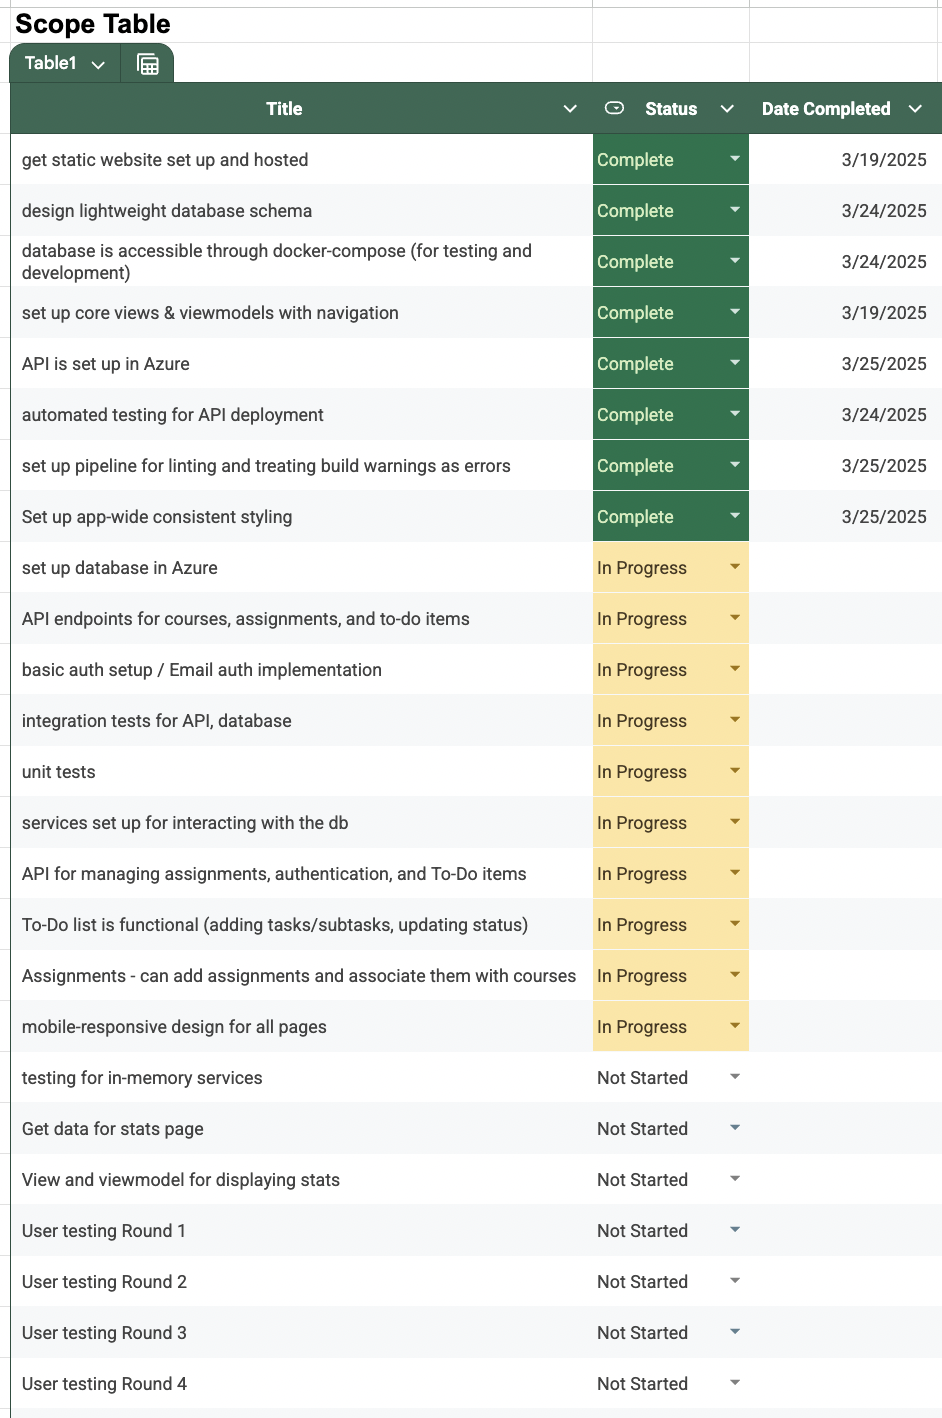 Scope Table
Table1
Title Status Date Completed
get static website set up and hosted Complete 3/19/2025
design lightweight database schema Complete 3/24/2025
database is accessible through docker-compose (for testing and
development) Complete 3/24/2025
set up core views & viewmodels with navigation Complete 3/19/2025
API is set up in Azure Complete 3/25/2025
automated testing for API deployment Complete 3/24/2025
set up pipeline for linting and treating build warnings as errors Complete 3/25/2025
Set up app-wide consistent styling Complete 3/25/2025
set up database in Azure In Progress
API endpoints for courses, assignments, and to-do items In Progress
basic auth setup / Email auth implementation In Progress
integration tests for API, database In Progress
unit tests In Progress
services set up for interacting with the db In Progress
API for managing assignments, authentication, and To-Do items In Progress
To-Do list is functional (adding tasks/subtasks, updating status) In Progress
Assignments - can add assignments and associate them with courses In Progress
mobile-responsive design for all pages In Progress
testing for in-memory services Not Started
Get data for stats page Not Started
View and viewmodel for displaying stats Not Started
User testing Round 1 Not Started
User testing Round 2 Not Started
User testing Round 3 Not Started
User testing Round 4 Not Started